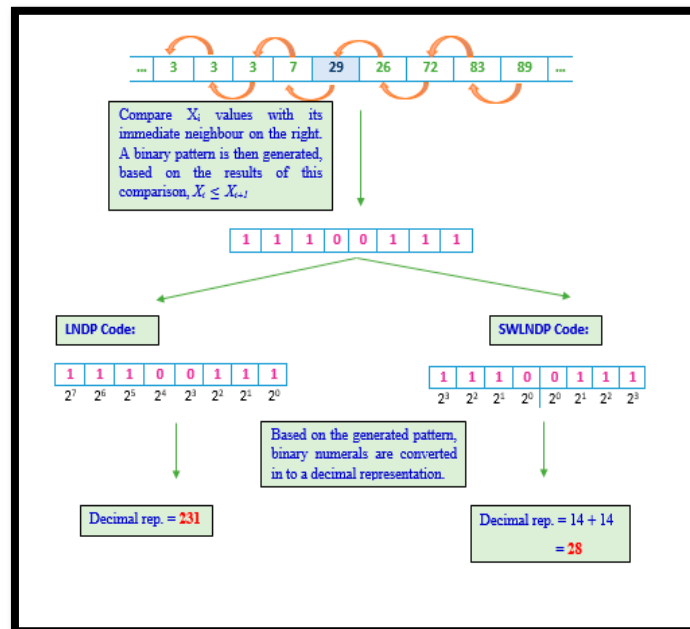 ... 3 3 3 7 29 26 72 83 89 ...
Compare Xᵢ values with its
immediate neighbour on the right.
A binary pattern is then generated,
based on the results of this
comparison, Xᵢ ≤ Xᵢ₊₁
1 1 1 0 0 1 1 1
LNDP Code:
SWLNDP Code:
1 1 1 0 0 1 1 1
2⁷ 2⁶ 2⁵ 2⁴ 2³ 2² 2¹ 2⁰
1 1 1 0 0 1 1 1
2³ 2² 2¹ 2⁰ 2⁰ 2¹ 2² 2³
Based on the generated pattern,
binary numerals are converted
in to a decimal representation.
Decimal rep. = 231
Decimal rep. = 14 + 14
= 28